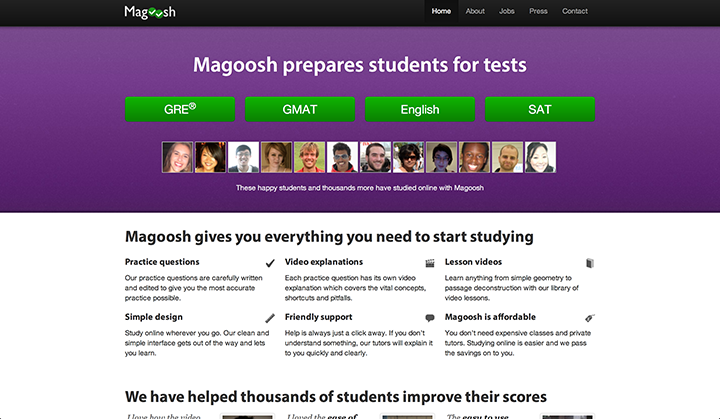 Magoosh
Home About Jobs Press Contact
Magoosh prepares students for tests
GRE® GMAT English SAT
These happy students and thousands more have studied online with Magoosh
Magoosh gives you everything you need to start studying
Practice questions
Our practice questions are carefully written
and edited to give you the most accurate
practice possible.
Video explanations
Each practice question has its own video
explanation which covers the vital concepts,
shortcuts and pitfalls.
Lesson videos
Learn anything from simple geometry to
passage deconstruction with our library of
video lessons.
Simple design
Study online wherever you go. Our clean and
simple interface gets out of the way and lets
you learn.
Friendly support
Help is always just a click away. If you don't
understand something, our tutors will explain it
to you quickly and clearly.
Magoosh is affordable
You don't need expensive classes and private
tutors. Studying online is easier and we pass
the savings on to you.
We have helped thousands of students improve their scores
I love how the video
I loved the ease of
The easy to use